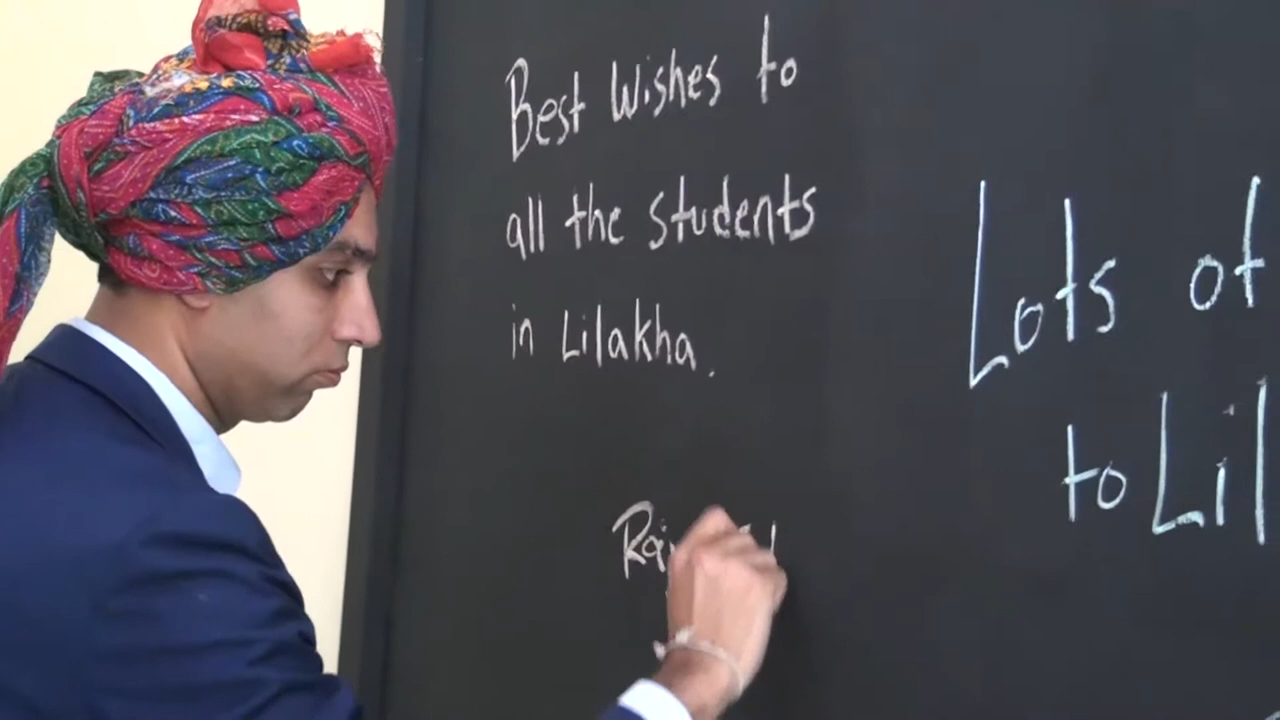 Best Wishes to
all the students
in Lilakha.
Lots of
to Lil